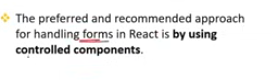 The preferred and recommended approach
for handling forms in React is by using
controlled components.